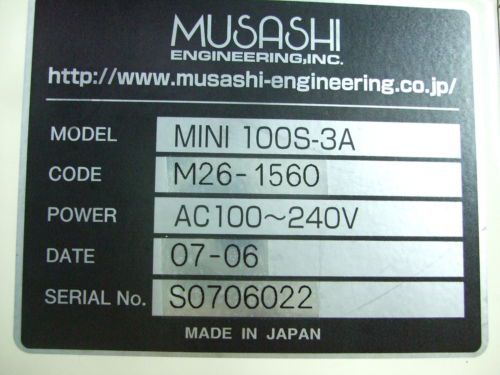 MUSASHI
ENGINEERING,INC.
http://www.musashi-engineering.co.jp/
MODEL MINI 100S-3A
CODE M26-1560
POWER AC100~240V
DATE 07-06
SERIAL No. S0706022
MADE IN JAPAN